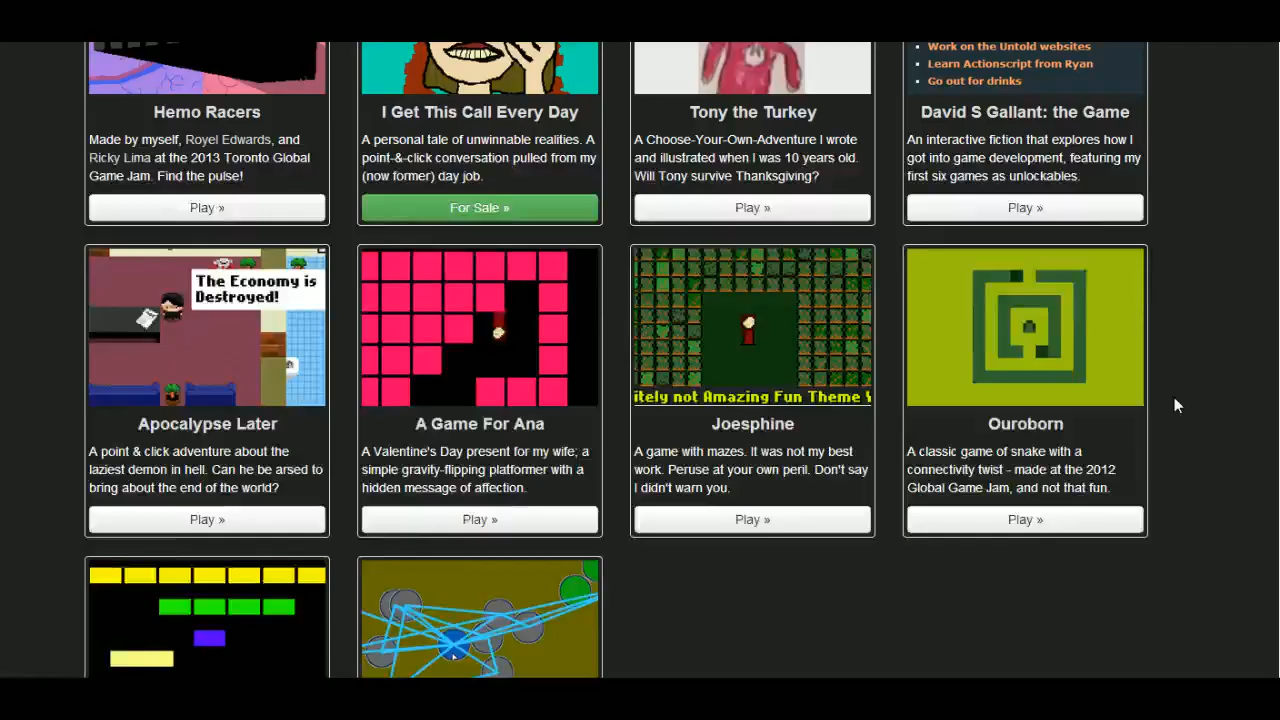 Work on the Untold websites
Learn Actionscript from Ryan
Go out for drinks
Hemo Racers
Made by myself, Royel Edwards, and
Ricky Lima at the 2013 Toronto Global
Game Jam. Find the pulse!
Play »
I Get This Call Every Day
A personal tale of unwinnable realities. A
point-&-click conversation pulled from my
(now former) day job.
For Sale »
Tony the Turkey
A Choose-Your-Own-Adventure I wrote
and illustrated when I was 10 years old.
Will Tony survive Thanksgiving?
Play »
David S Gallant: the Game
An interactive fiction that explores how I
got into game development, featuring my
first six games as unlockables.
Play »
The Economy is
Destroyed!
Apocalypse Later
A point & click adventure about the
laziest demon in hell. Can he be arsed to
bring about the end of the world?
Play »
A Game For Ana
A Valentine's Day present for my wife; a
simple gravity-flipping platformer with a
hidden message of affection.
Play »
itely not Amazing Fun Theme
Joesphine
A game with mazes. It was not my best
work. Peruse at your own peril. Don't say
I didn't warn you.
Play »
Ouroborn
A classic game of snake with a
connectivity twist - made at the 2012
Global Game Jam, and not that fun.
Play »